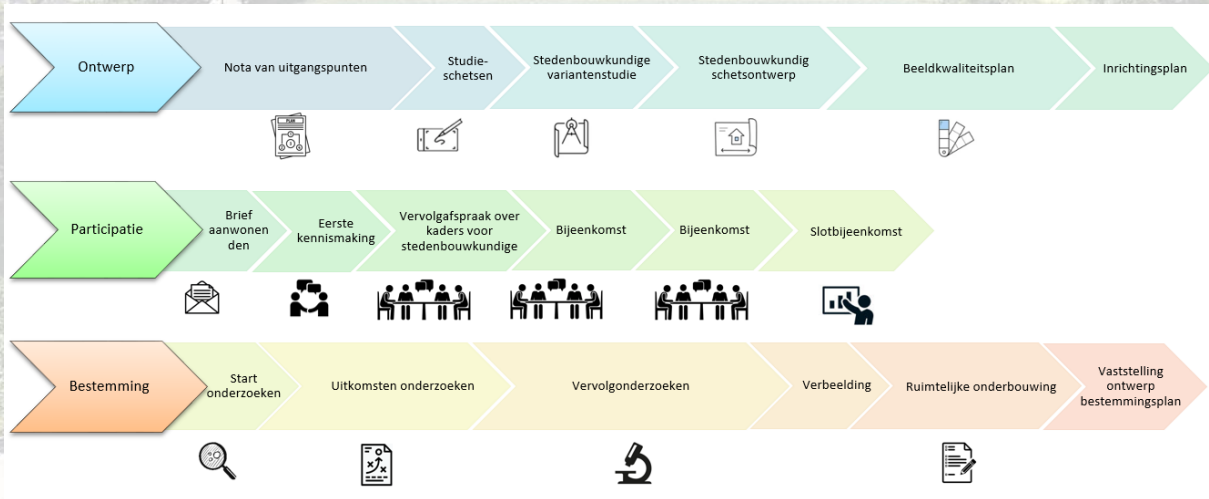 Ontwerp
Nota van uitgangspunten
Studie-
schetsen
Stedenbouwkundige
variantenstudie
Stedenbouwkundig
schetsontwerp
Beeldkwaliteitsplan
Inrichtingsplan
PLAN
Participatie
Brief
aanwonen
den
Eerste
kennismaking
Vervolgafspraak over
kaders voor
stedenbouwkundige
Bijeenkomst
Bijeenkomst
Slotbijeenkomst
Bestemming
Start
onderzoeken
Uitkomsten onderzoeken
Vervolgonderzoeken
Verbeelding
Ruimtelijke onderbouwing
Vaststelling
ontwerp
bestemmingsplan